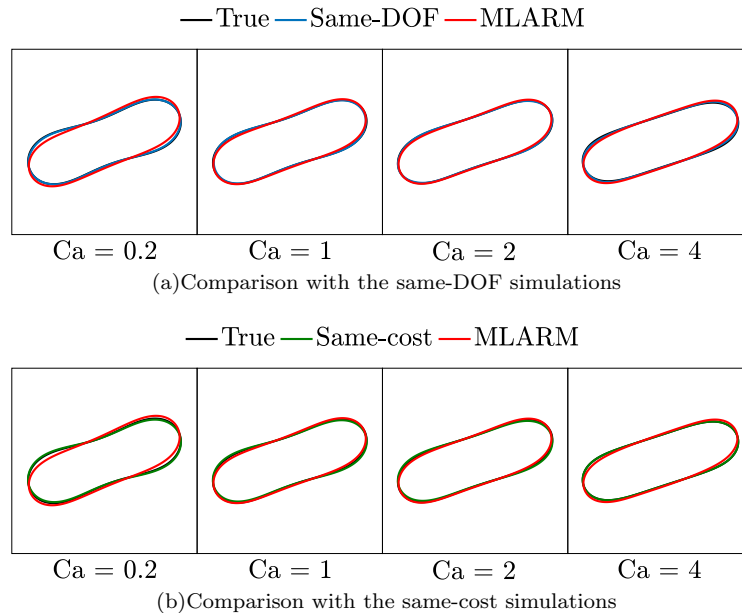 True Same-DOF MLARM
Ca = 0.2 Ca = 1 Ca = 2 Ca = 4
(a)Comparison with the same-DOF simulations
True Same-cost MLARM
Ca = 0.2 Ca = 1 Ca = 2 Ca = 4
(b)Comparison with the same-cost simulations